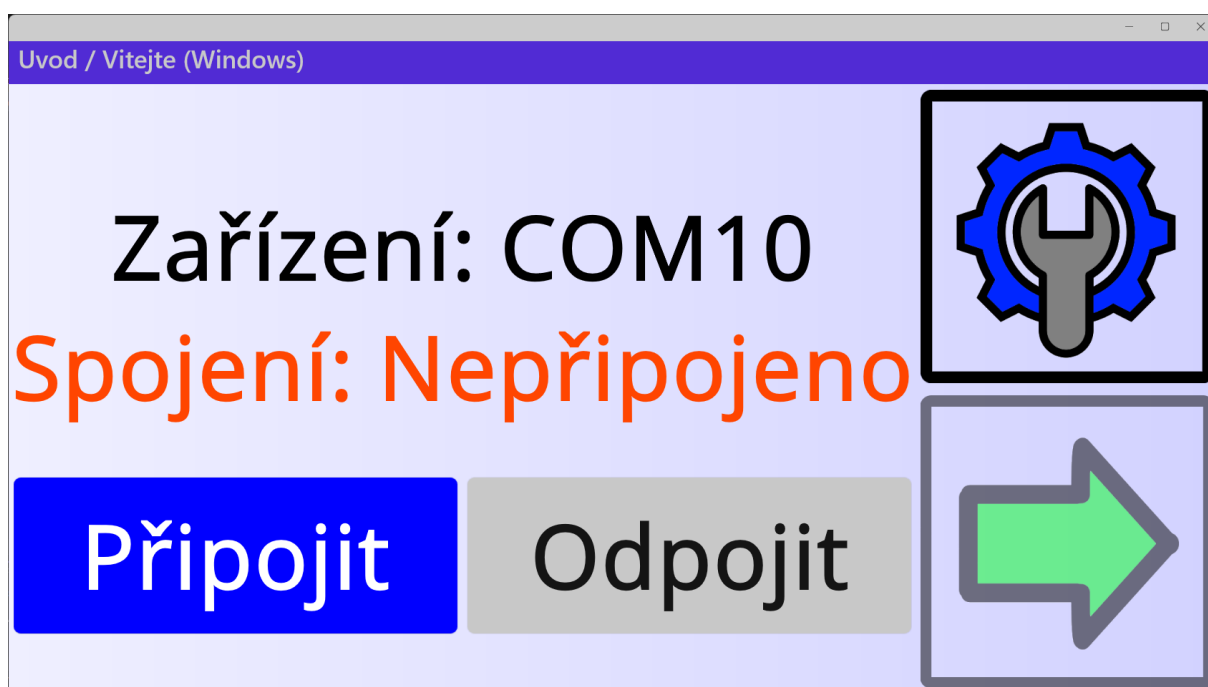 Uvod / Vitejte (Windows)
Zařízení: COM10
Spojení: Nepřipojeno
Připojit
Odpojit